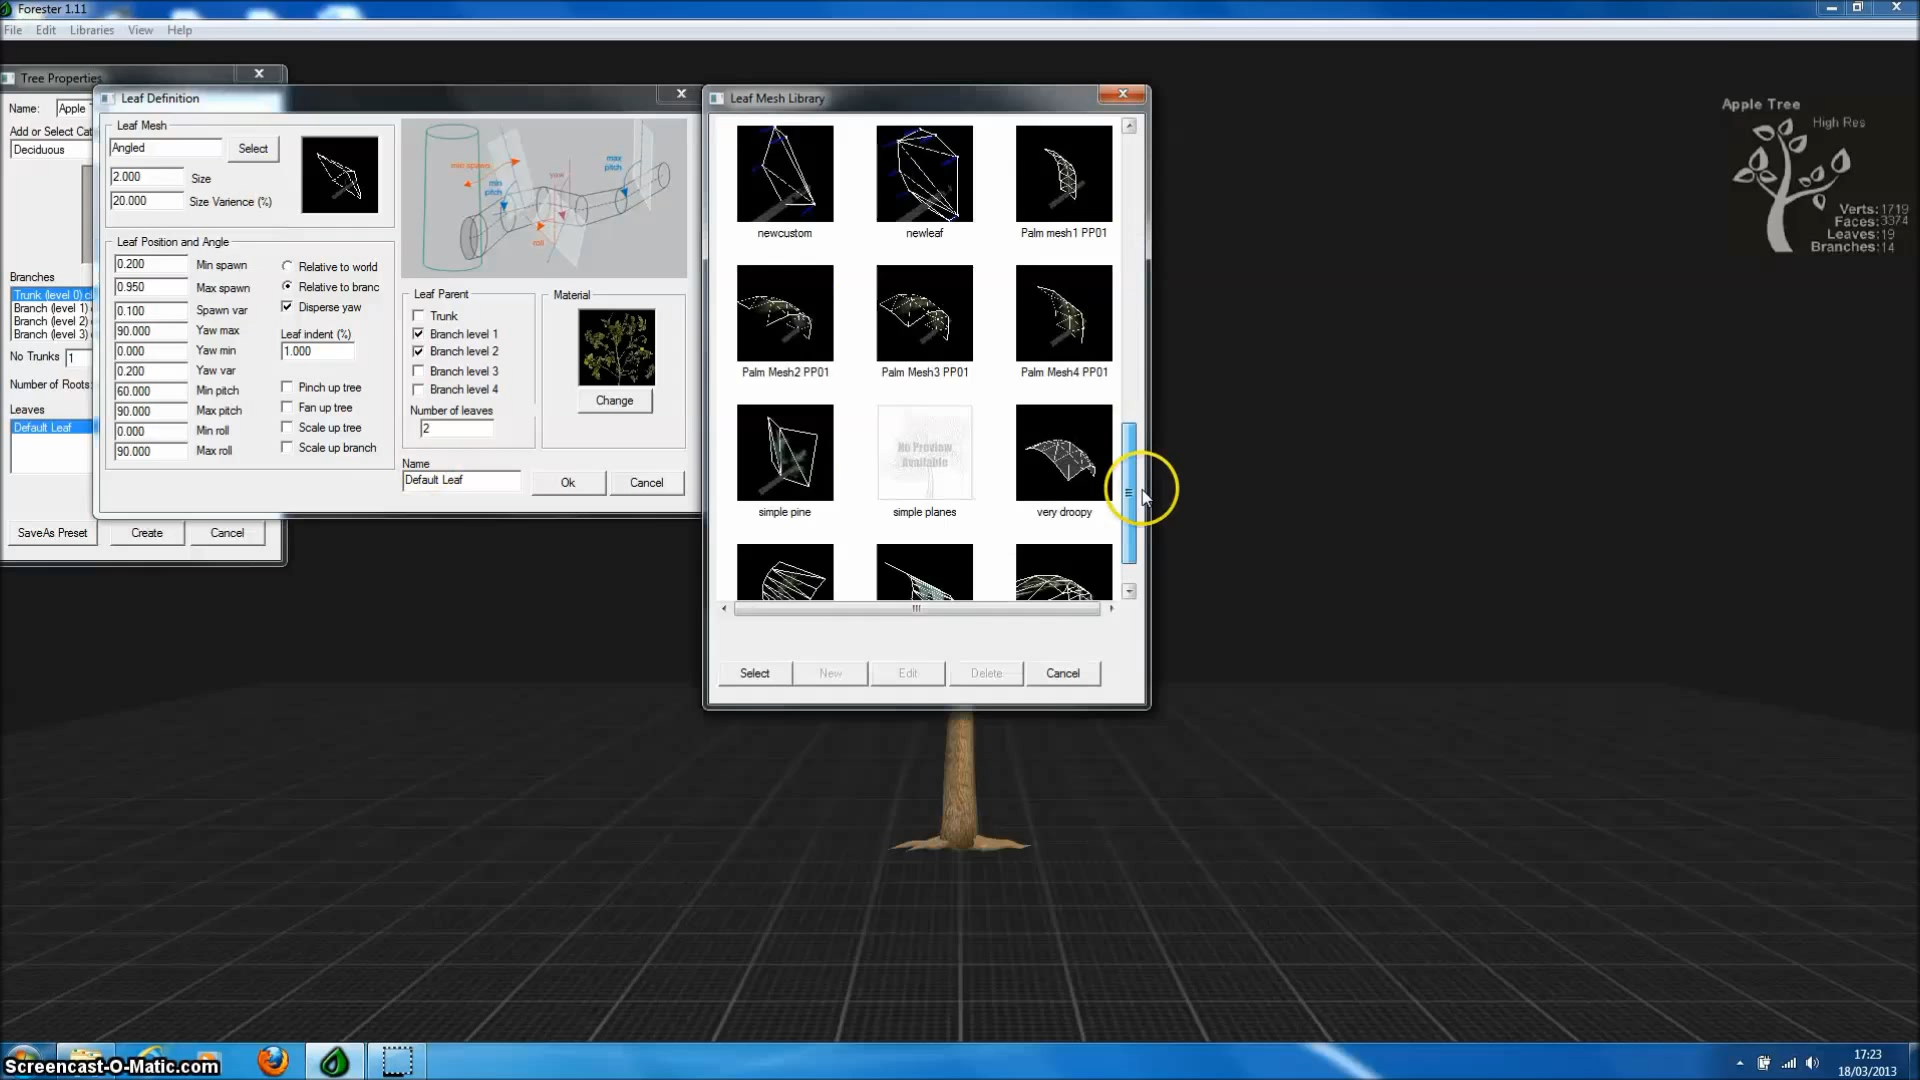 Forester 1.11
File Edit Libraries View Help
Tree Properties
Name: Apple
Add or Select Cat
Deciduous
Branches
Trunk (level 0) cl
Branch (level 1)
Branch (level 2)
Branch (level 3)
No Trunks 1
Number of Roots:
Leaves
Default Leaf
SaveAs Preset Create Cancel
Leaf Definition
Leaf Mesh
Angled Select
2.000 Size
20.000 Size Varience (%)
Leaf Position and Angle
0.200 Min spawn
0.950 Max spawn
0.100 Spawn var
90.000 Yaw max
0.000 Yaw min
0.200 Yaw var
60.000 Min pitch
90.000 Max pitch
0.000 Min roll
90.000 Max roll
Relative to world
Relative to branc
Disperse yaw
Leaf indent (%)
1.000
Pinch up tree
Fan up tree
Scale up tree
Scale up branch
min spawn
min pitch
yaw
roll
max pitch
Leaf Parent
Trunk
Branch level 1
Branch level 2
Branch level 3
Branch level 4
Number of leaves
2
Material
Change
Name
Default Leaf
Ok Cancel
Leaf Mesh Library
newcustom newleaf Palm mesh1 PP01
Palm Mesh2 PP01 Palm Mesh3 PP01 Palm Mesh4 PP01
No Preview
Available
simple pine simple planes very droopy
Select New Edit Delete Cancel
Apple Tree
High Res
Verts:1719
Faces:3374
Leaves:19
Branches:14
Screencast-O-Matic.com
17:23
18/03/2013